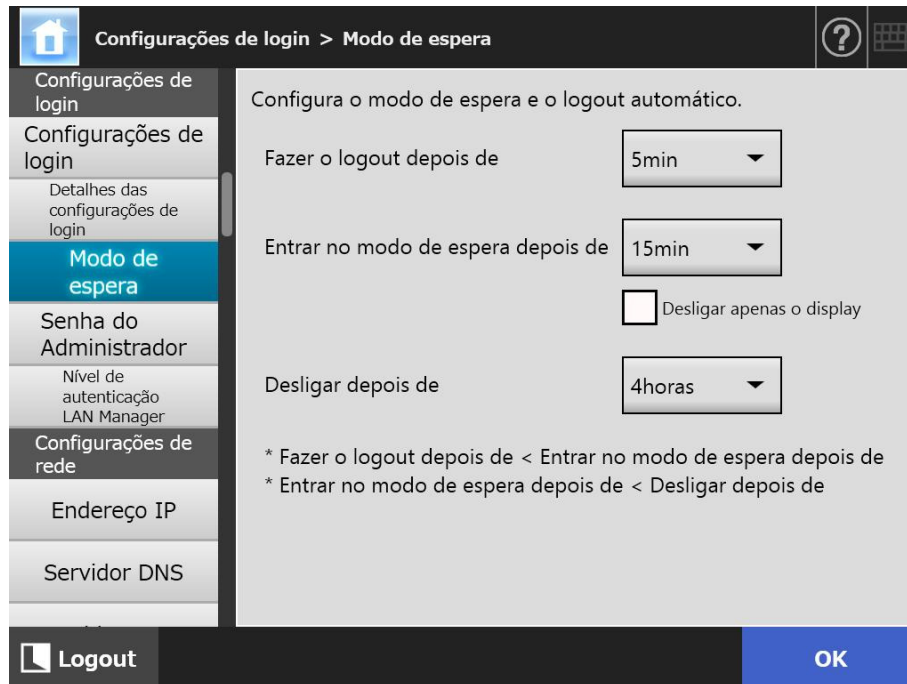 Configurações de login > Modo de espera
?
Configurações de
login
Configurações de
login
Detalhes das
configurações de
login
Modo de
espera
Senha do
Administrador
Nível de
autenticação
LAN Manager
Configurações de
rede
Endereço IP
Servidor DNS
Configura o modo de espera e o logout automático.
Fazer o logout depois de
5min
Entrar no modo de espera depois de
15min
Desligar apenas o display
Desligar depois de
4horas
* Fazer o logout depois de < Entrar no modo de espera depois de
* Entrar no modo de espera depois de < Desligar depois de
Logout
OK